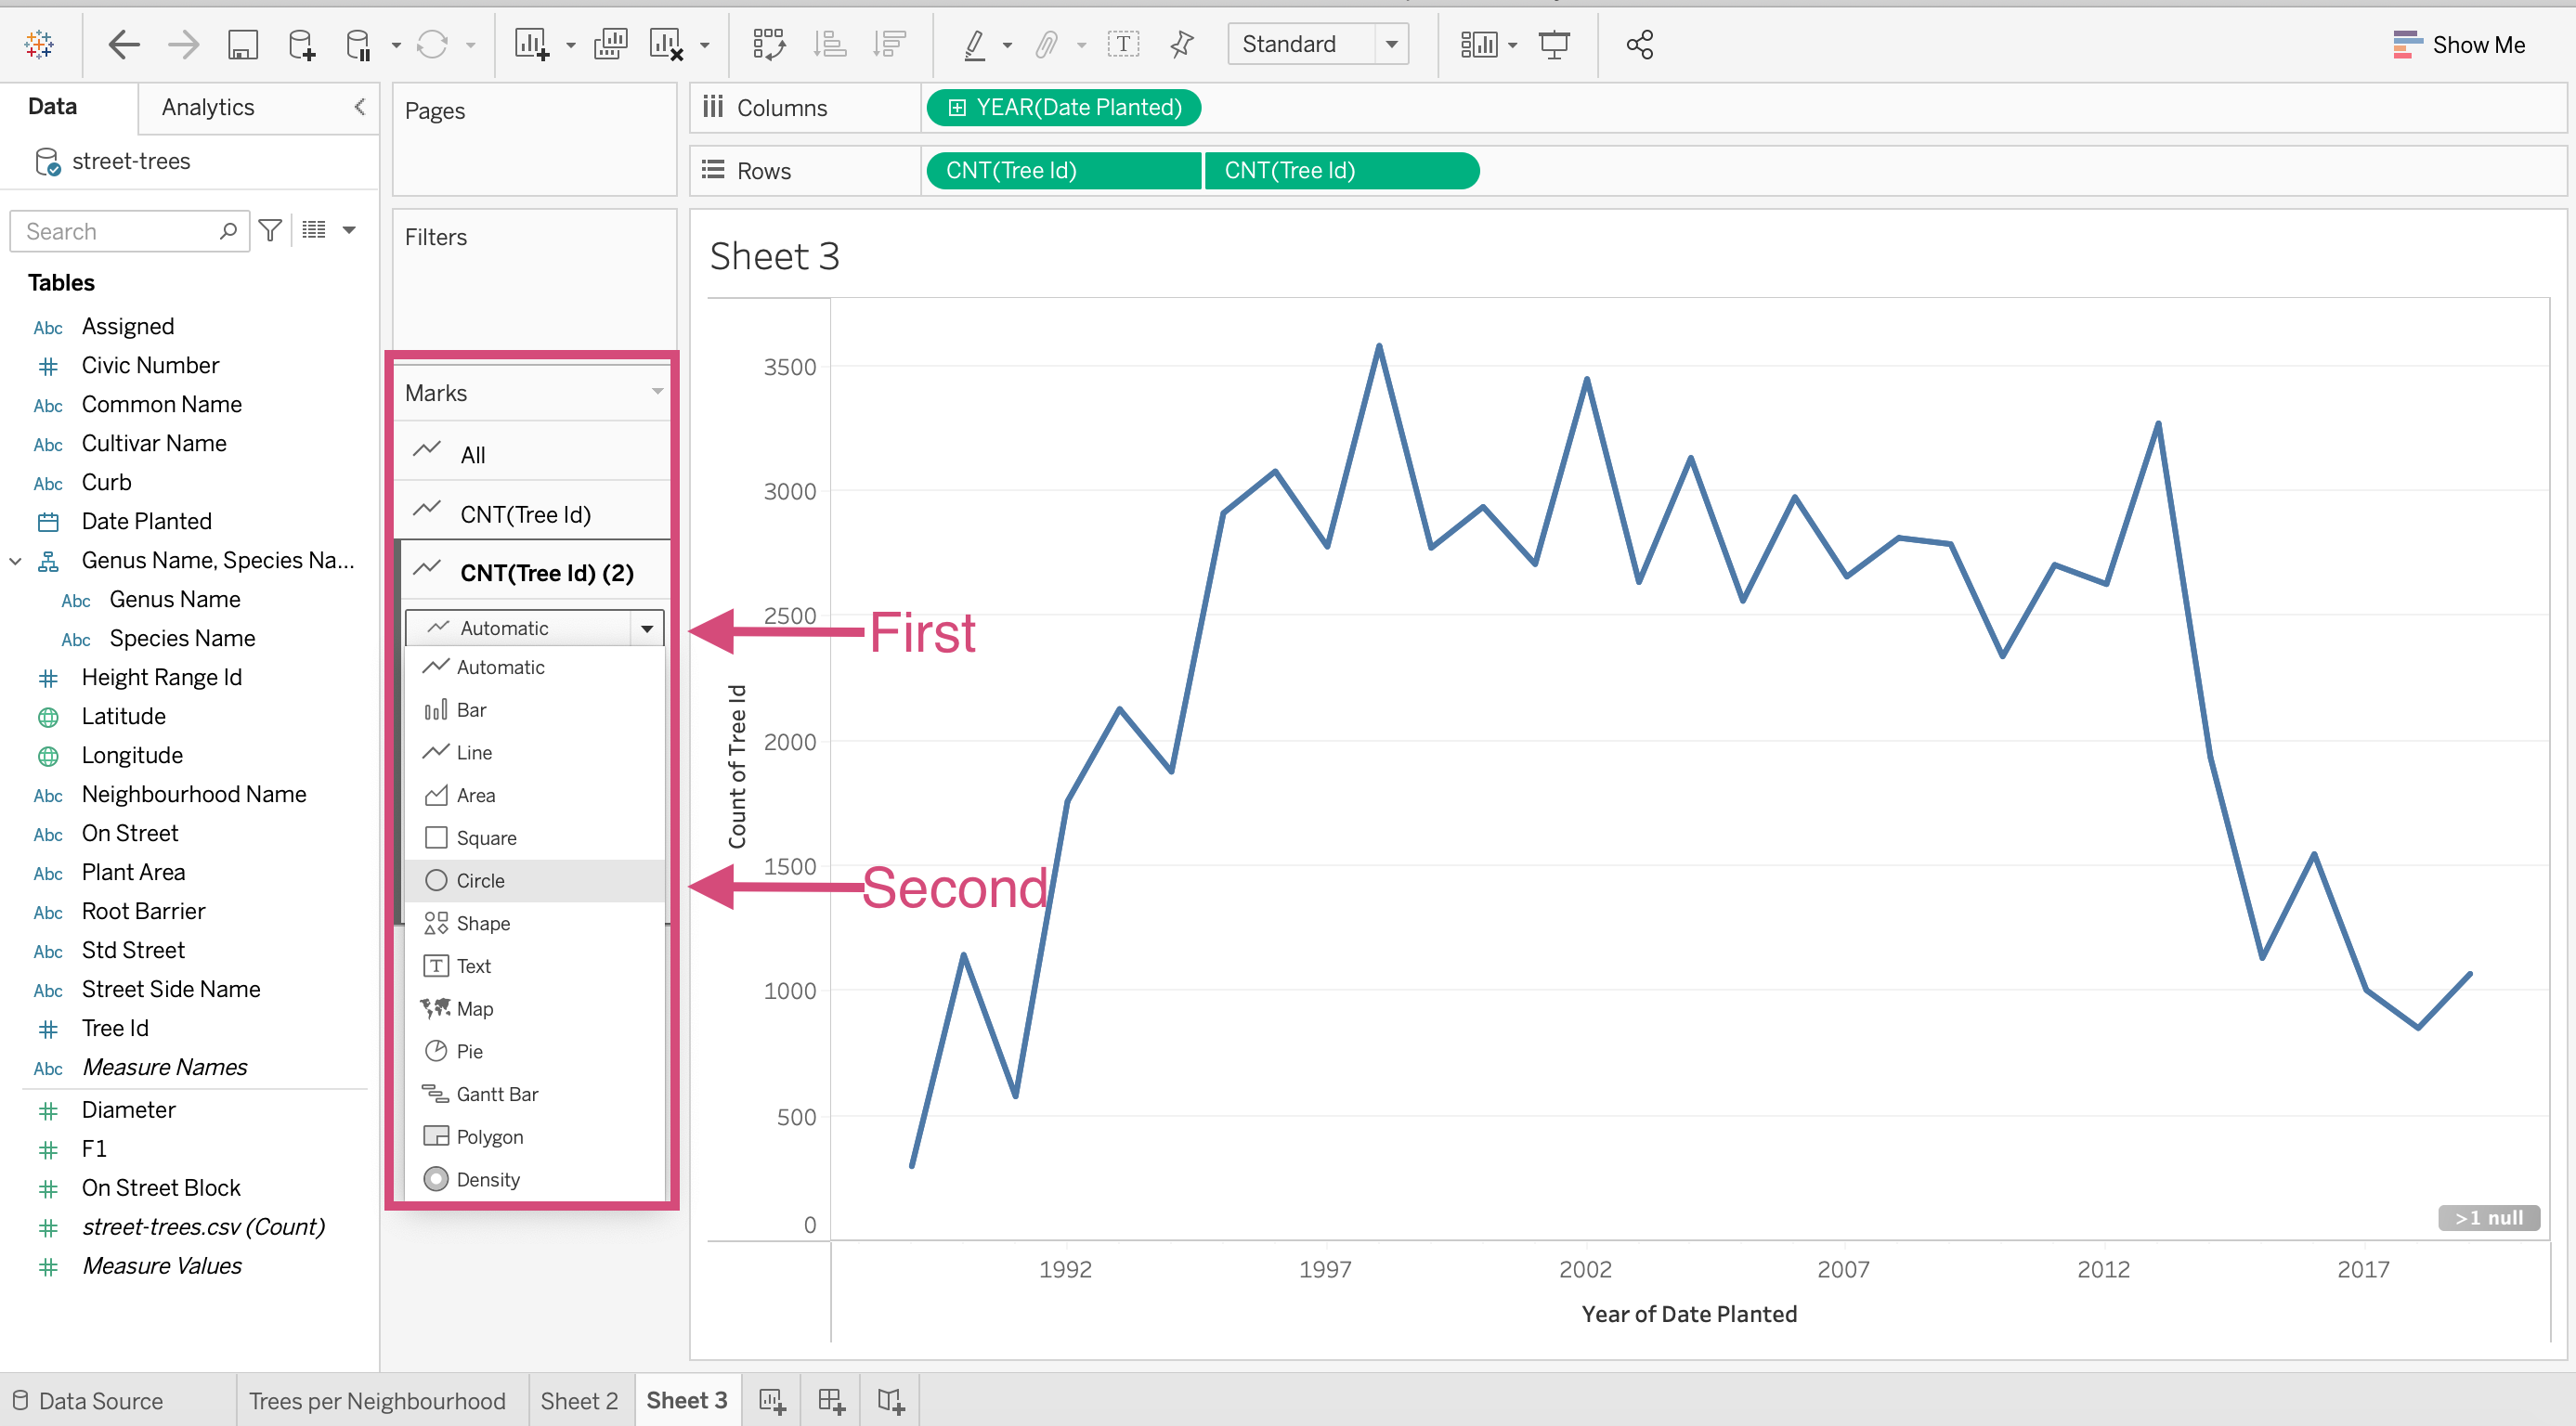 Standard
Show Me
Data
Analytics
street-trees
Search
Tables
Abc Assigned
Civic Number
Abc Common Name
Abc Cultivar Name
Abc Curb
Date Planted
Genus Name, Species Na...
Abc Genus Name
Abc Species Name
Height Range Id
Latitude
Longitude
Abc Neighbourhood Name
Abc On Street
Abc Plant Area
Abc Root Barrier
Abc Std Street
Abc Street Side Name
Tree Id
Abc Measure Names
Diameter
F1
On Street Block
street-trees.csv (Count)
Measure Values
Pages
Filters
Marks
All
CNT(Tree Id)
CNT(Tree Id) (2)
Automatic
Automatic
Bar
Line
Area
Square
Circle
Shape
Text
Map
Pie
Gantt Bar
Polygon
Density
Columns
YEAR(Date Planted)
Rows
CNT(Tree Id)
CNT(Tree Id)
Sheet 3
3500
3000
2500
2000
1500
1000
500
0
Count of Tree Id
First
Second
>1 null
1992
1997
2002
2007
2012
2017
Year of Date Planted
Data Source
Trees per Neighbourhood
Sheet 2
Sheet 3